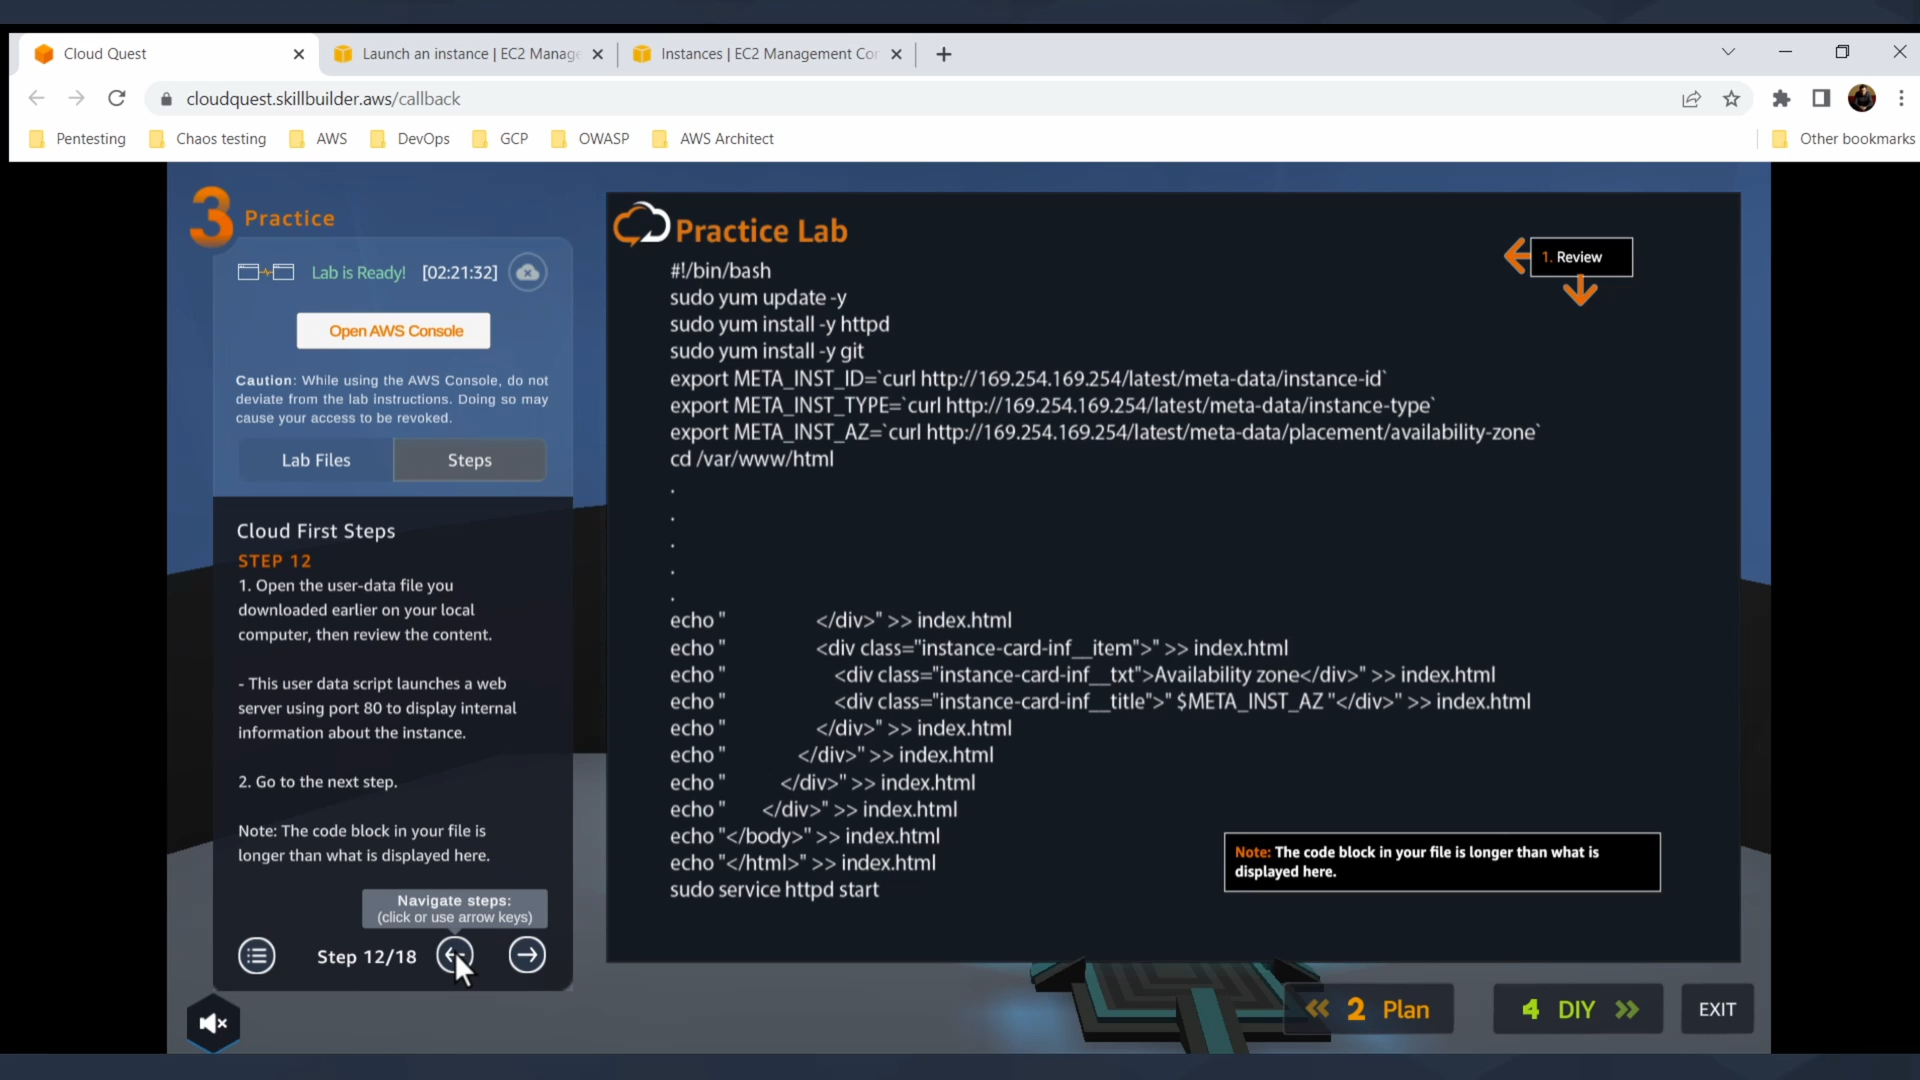 Cloud Quest
Launch an instance | EC2 Manage
Instances | EC2 Management Con
cloudquest.skillbuilder.aws/callback
Pentesting
Chaos testing
AWS
DevOps
GCP
OWASP
AWS Architect
Other bookmarks
3 Practice
Lab is Ready! [02:21:32]
Open AWS Console
Caution: While using the AWS Console, do not
deviate from the lab instructions. Doing so may
cause your access to be revoked.
Lab Files
Steps
Cloud First Steps
STEP 12
1. Open the user-data file you
downloaded earlier on your local
computer, then review the content.
- This user data script launches a web
server using port 80 to display internal
information about the instance.
2. Go to the next step.
Note: The code block in your file is
longer than what is displayed here.
Navigate steps:
(click or use arrow keys)
Step 12/18
Practice Lab
1. Review
#!/bin/bash
sudo yum update -y
sudo yum install -y httpd
sudo yum install -y git
export META_INST_ID=`curl http://169.254.169.254/latest/meta-data/instance-id`
export META_INST_TYPE=`curl http://169.254.169.254/latest/meta-data/instance-type`
export META_INST_AZ=`curl http://169.254.169.254/latest/meta-data/placement/availability-zone`
cd /var/www/html
.
.
.
.
.
echo "                </div>" >> index.html
echo "                <div class="instance-card-inf__item">" >> index.html
echo "                    <div class="instance-card-inf__txt">Availability zone</div>" >> index.html
echo "                    <div class="instance-card-inf__title">" $META_INST_AZ "</div>" >> index.html
echo "                </div>" >> index.html
echo "            </div>" >> index.html
echo "        </div>" >> index.html
echo "    </div>" >> index.html
echo "</body>" >> index.html
echo "</html>" >> index.html
sudo service httpd start
Note: The code block in your file is longer than what is
displayed here.
2 Plan
4 DIY
EXIT